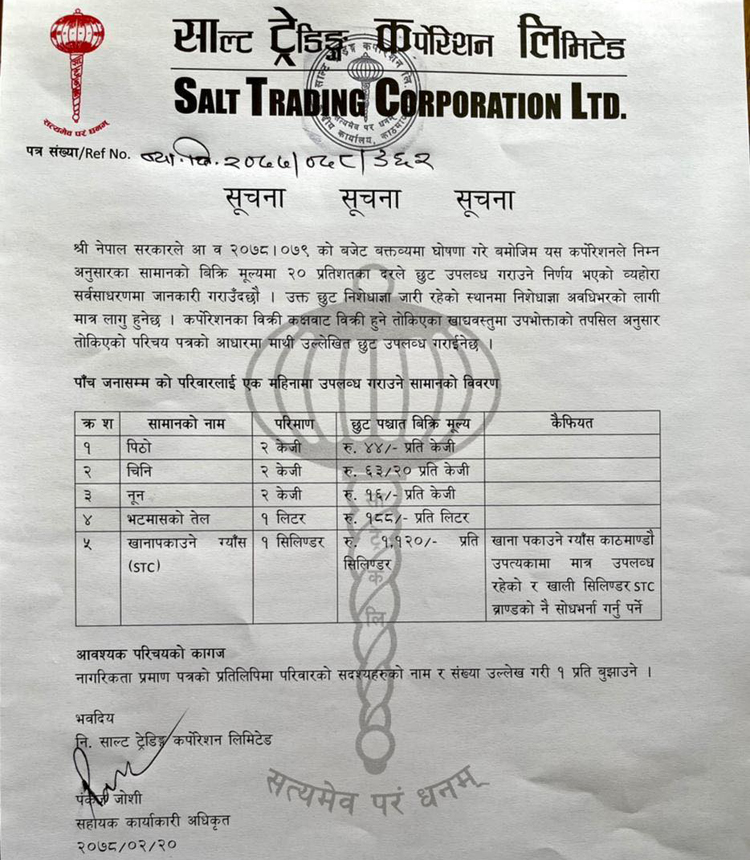 साल्ट ट्रेडिङ्ग कर्पोरेशन लिमिटेड
SALT TRADING CORPORATION LTD.
सत्यमेव परं धनम्
पत्र संख्या/Ref No. व्या.वि.२०७७/०७८/३६२
सूचना सूचना सूचना
श्री नेपाल सरकारले आ व २०७८।०७९ को बजेट बक्तव्यमा घोषणा गरे बमोजिम यस कर्पोरेशनले निम्न
अनुसारका सामानको बिक्रि मूल्यमा २० प्रतिशतका दरले छुट उपलव्ध गराउने निर्णय भएको व्यहोरा
सर्वसाधरणमा जानकारी गराउँदछौ । उक्त छुट निशेधाज्ञा जारी रहेको स्थानमा निशेधाज्ञा अवधिभरको लागी
मात्र लागु हुनेछ । कर्पोरेशनका विक्री कक्षबाट विक्री हुने तोकिएका खाद्यवस्तुमा उपभोक्ताको तपसिल अनुसार
तोकिएको परिचय पत्रको आधारमा माथी उल्लेखित छुट उपलव्ध गराईनेछ ।
पाँच जनासम्म को परिवारलाई एक महिनामा उपलव्ध गराउने सामानको विवरण
क्र श सामानको नाम परिमाण छुट पश्चात बिक्रि मूल्य कैफियत
१ पिठो २ केजी रु. ४४/- प्रति केजी
२ चिनि २ केजी रु. ६३/२० प्रति केजी
३ नून २ केजी रु. १६/- प्रति केजी
४ भटमासको तेल १ लिटर रु. १८८/- प्रति लिटर
५ खानापकाउने ग्याँस १ सिलिण्डर रु. १,१२०/- प्रति खाना पकाउने ग्याँस काठमाण्डौ
(STC) सिलिण्डर उपत्यकामा मात्र उपलव्ध
रहेको र खाली सिलिण्डर STC
ब्राण्डको नै सोधभर्ना गर्नु पर्ने
आवश्यक परिचयको कागज
नागरिकता प्रमाण पत्रको प्रतिलिपिमा परिवारको सदश्यहरुको नाम र संख्या उल्लेख गरी १ प्रति बुझाउने ।
भवदिय
नि. साल्ट ट्रेडिङ्ग कर्पोरेशन लिमिटेड
पंकज जोशी
सहायक कार्याकारी अधिकृत
२०७८/०२/२०
सत्यमेव परं धनम्